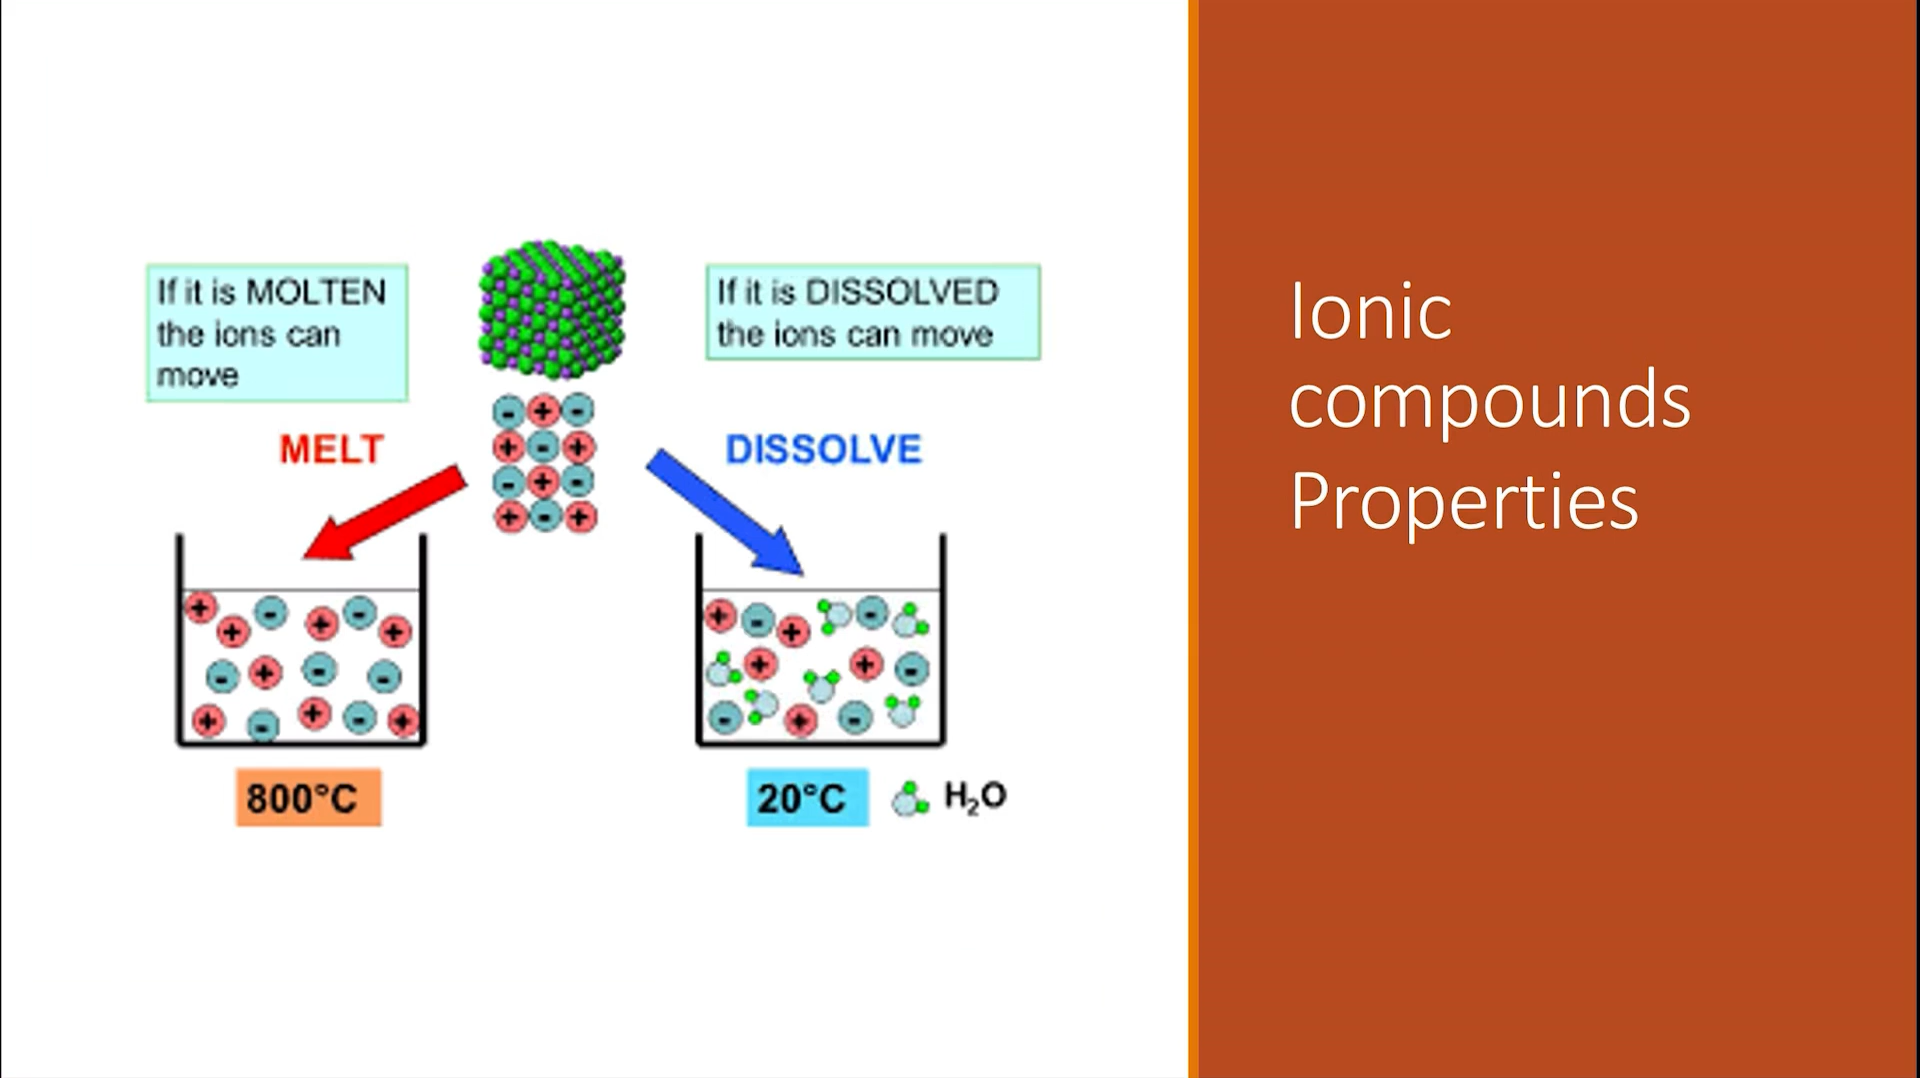 If it is MOLTEN
the ions can
move
If it is DISSOLVED
the ions can move
MELT
DISSOLVE
- + -
+ - +
- + -
+ - +
800°C
20°C
H₂O
Ionic
compounds
Properties